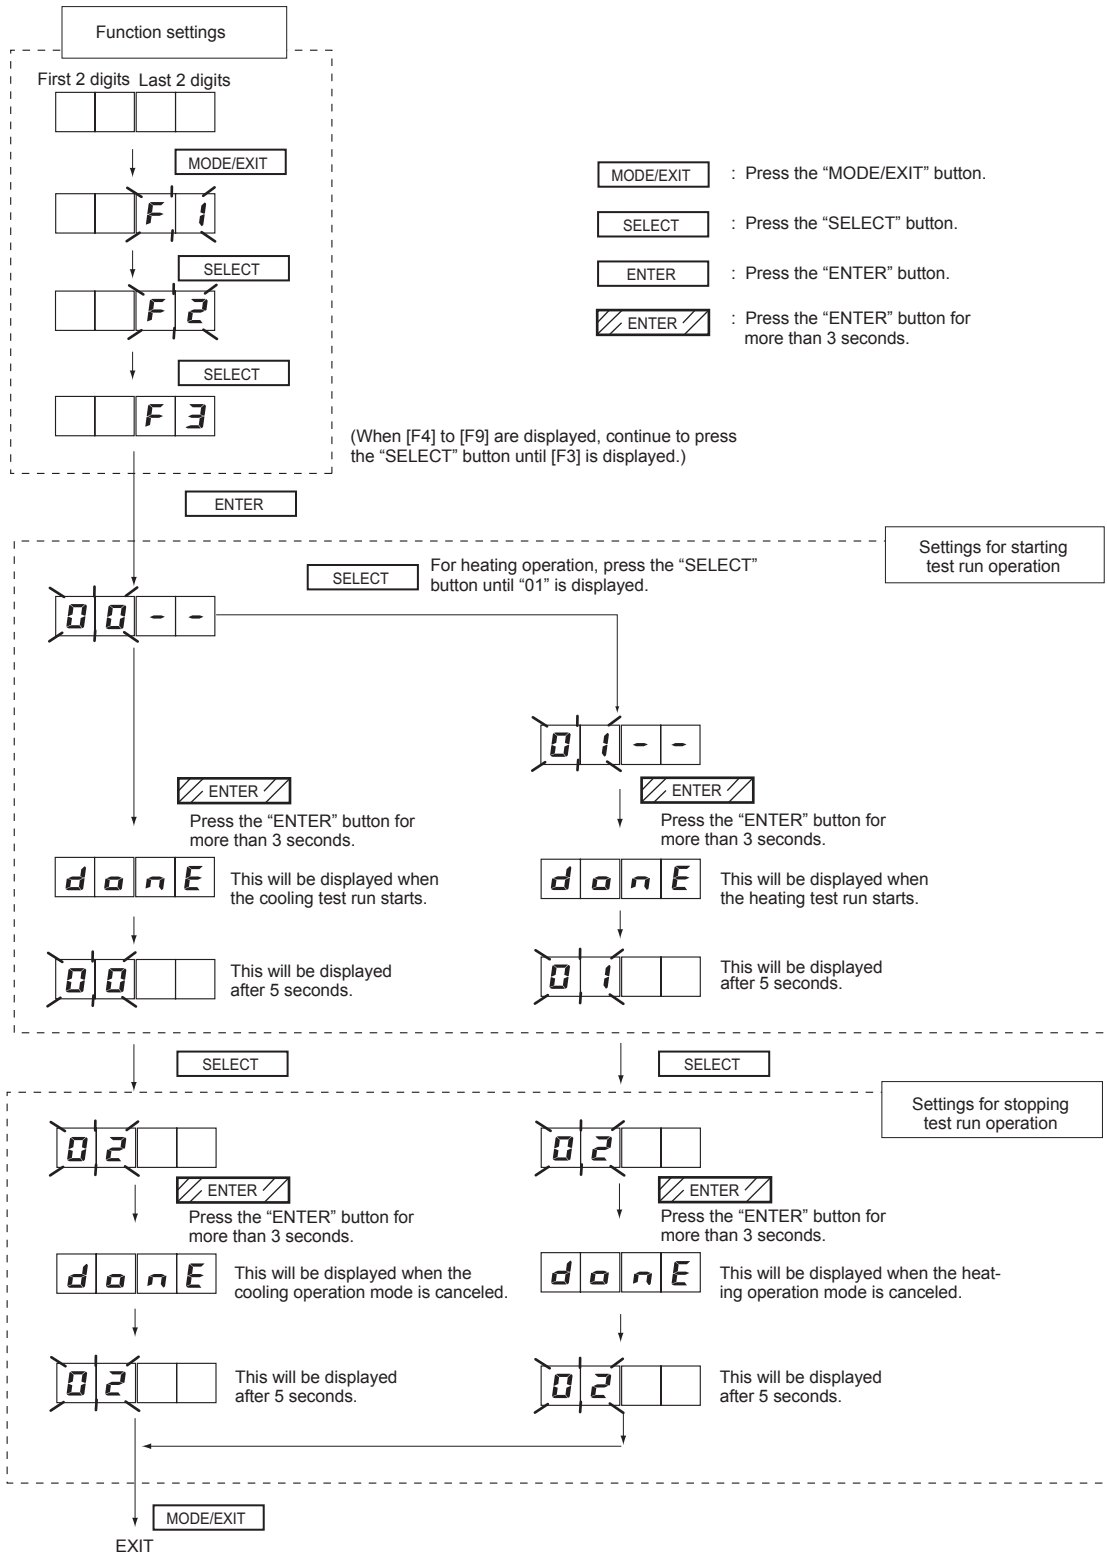 Function settings
First 2 digits Last 2 digits
MODE/EXIT
F 1
SELECT
F 2
SELECT
F 3
MODE/EXIT : Press the “MODE/EXIT” button.
SELECT : Press the “SELECT” button.
ENTER : Press the “ENTER” button.
ENTER : Press the “ENTER” button for
more than 3 seconds.
(When [F4] to [F9] are displayed, continue to press
the “SELECT” button until [F3] is displayed.)
ENTER
Settings for starting
test run operation
SELECT
For heating operation, press the “SELECT”
button until “01” is displayed.
0 0 - -
0 1 - -
ENTER
Press the “ENTER” button for
more than 3 seconds.
d o n E
This will be displayed when
the cooling test run starts.
0 0
This will be displayed
after 5 seconds.
ENTER
Press the “ENTER” button for
more than 3 seconds.
d o n E
This will be displayed when
the heating test run starts.
0 1
This will be displayed
after 5 seconds.
SELECT
SELECT
Settings for stopping
test run operation
0 2
ENTER
Press the “ENTER” button for
more than 3 seconds.
d o n E
This will be displayed when the
cooling operation mode is canceled.
0 2
This will be displayed
after 5 seconds.
0 2
ENTER
Press the “ENTER” button for
more than 3 seconds.
d o n E
This will be displayed when the heat-
ing operation mode is canceled.
0 2
This will be displayed
after 5 seconds.
MODE/EXIT
EXIT